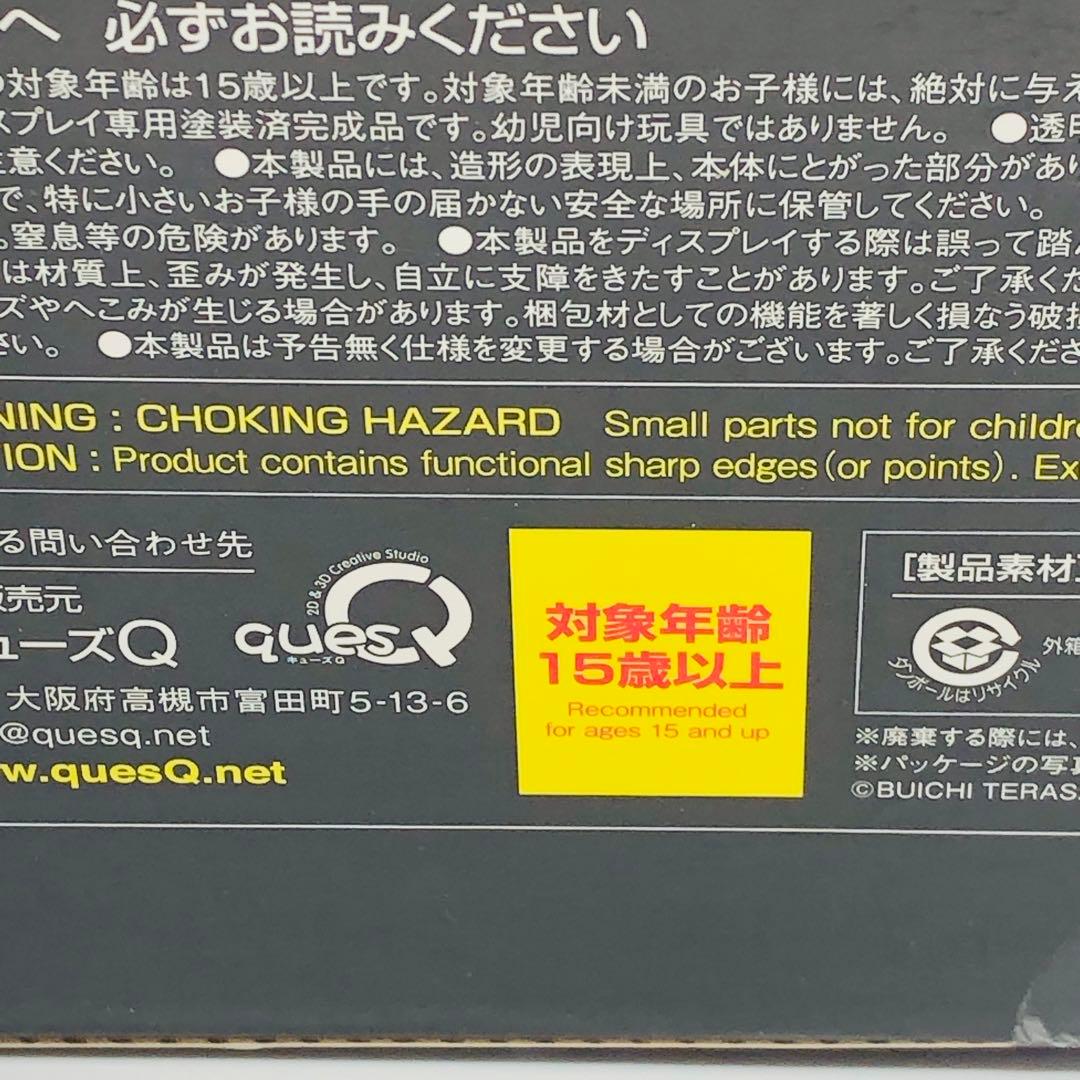 へ 必ずお読みください
対象年齢は15歳以上です。対象年齢未満のお子様には、絶対に与え
スプレイ専用塗装済完成品です。幼児向け玩具ではありません。 ●透明
意ください。 ●本製品には、造形の表現上、本体にとがった部分があり
で、特に小さいお子様の手の届かない安全な場所に保管してください。
。窒息等の危険があります。 ●本製品をディスプレイする際は誤って踏ん
は材質上、歪みが発生し、自立に支障をきたすことがあります。ご了承くだ
ズやへこみが生じる場合があります。梱包材としての機能を著しく損なう破損
さい。 ●本製品は予告無く仕様を変更する場合がございます。ご了承くださ
NING : CHOKING HAZARD Small parts not for childre
TION : Product contains functional sharp edges(or points). Ex
る問い合わせ先
販売元
ューズQ
2D & 3D Creative Studio
quesQ
キューズQ
大阪府高槻市富田町5-13-6
@quesq.net
w.quesQ.net
対象年齢
15歳以上
Recommended
for ages 15 and up
[製品素材]
外箱
ダンボールはリサイクル
※廃棄する際には、
※パッケージの写真
©BUICHI TERAS